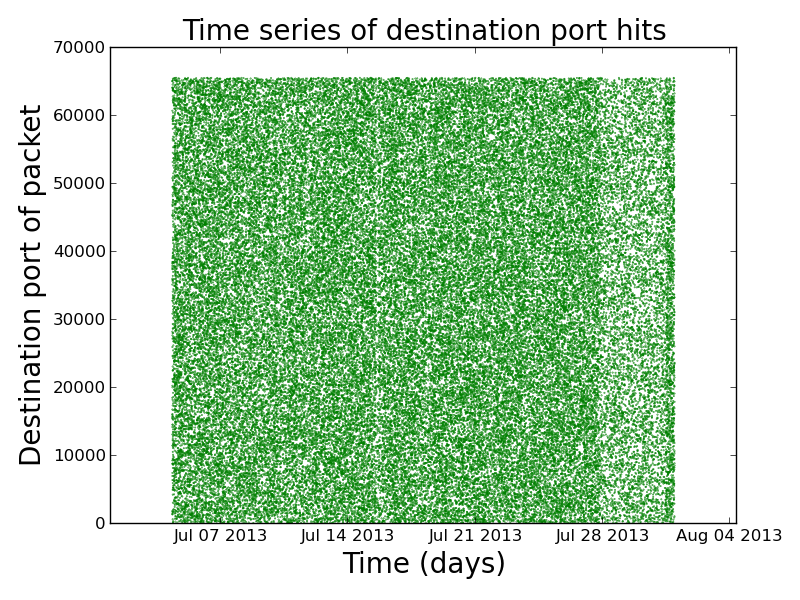 Time series of destination port hits
Destination port of packet
70000
60000
50000
40000
30000
20000
10000
0
Jul 07 2013 Jul 14 2013 Jul 21 2013 Jul 28 2013 Aug 04 2013
Time (days)